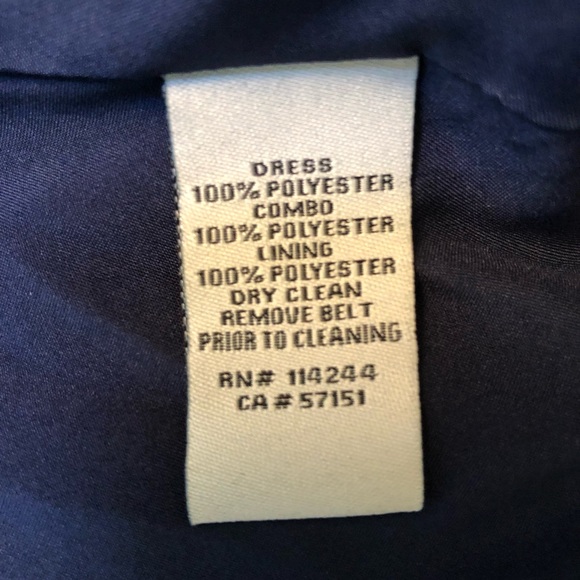 DRESS
100% POLYESTER
COMBO
100% POLYESTER
LINING
100% POLYESTER
DRY CLEAN
REMOVE BELT
PRIOR TO CLEANING
RN# 114244
CA # 57151